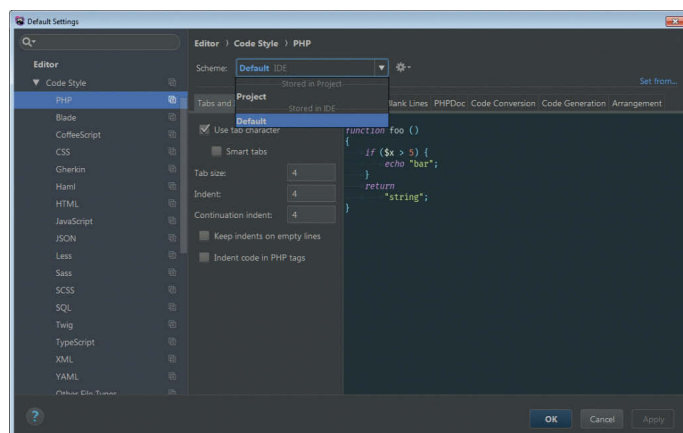 Default Settings
Editor
Code Style
PHP
Blade
CoffeeScript
CSS
Gherkin
Haml
HTML
JavaScript
JSON
Less
Sass
SCSS
SQL
Twig
TypeScript
XML
YAML
Other File Types
Editor › Code Style › PHP
Scheme: Default IDE
Set from...
Stored in Project
Project
Stored in IDE
Default
Tabs and
Blank Lines PHPDoc Code Conversion Code Generation Arrangement
Use tab character
Smart tabs
Tab size: 4
Indent: 4
Continuation indent: 4
Keep indents on empty lines
Indent code in PHP tags
function foo ()
{
if ($x > 5) {
echo "bar";
}
return
"string";
}
?
OK Cancel Apply